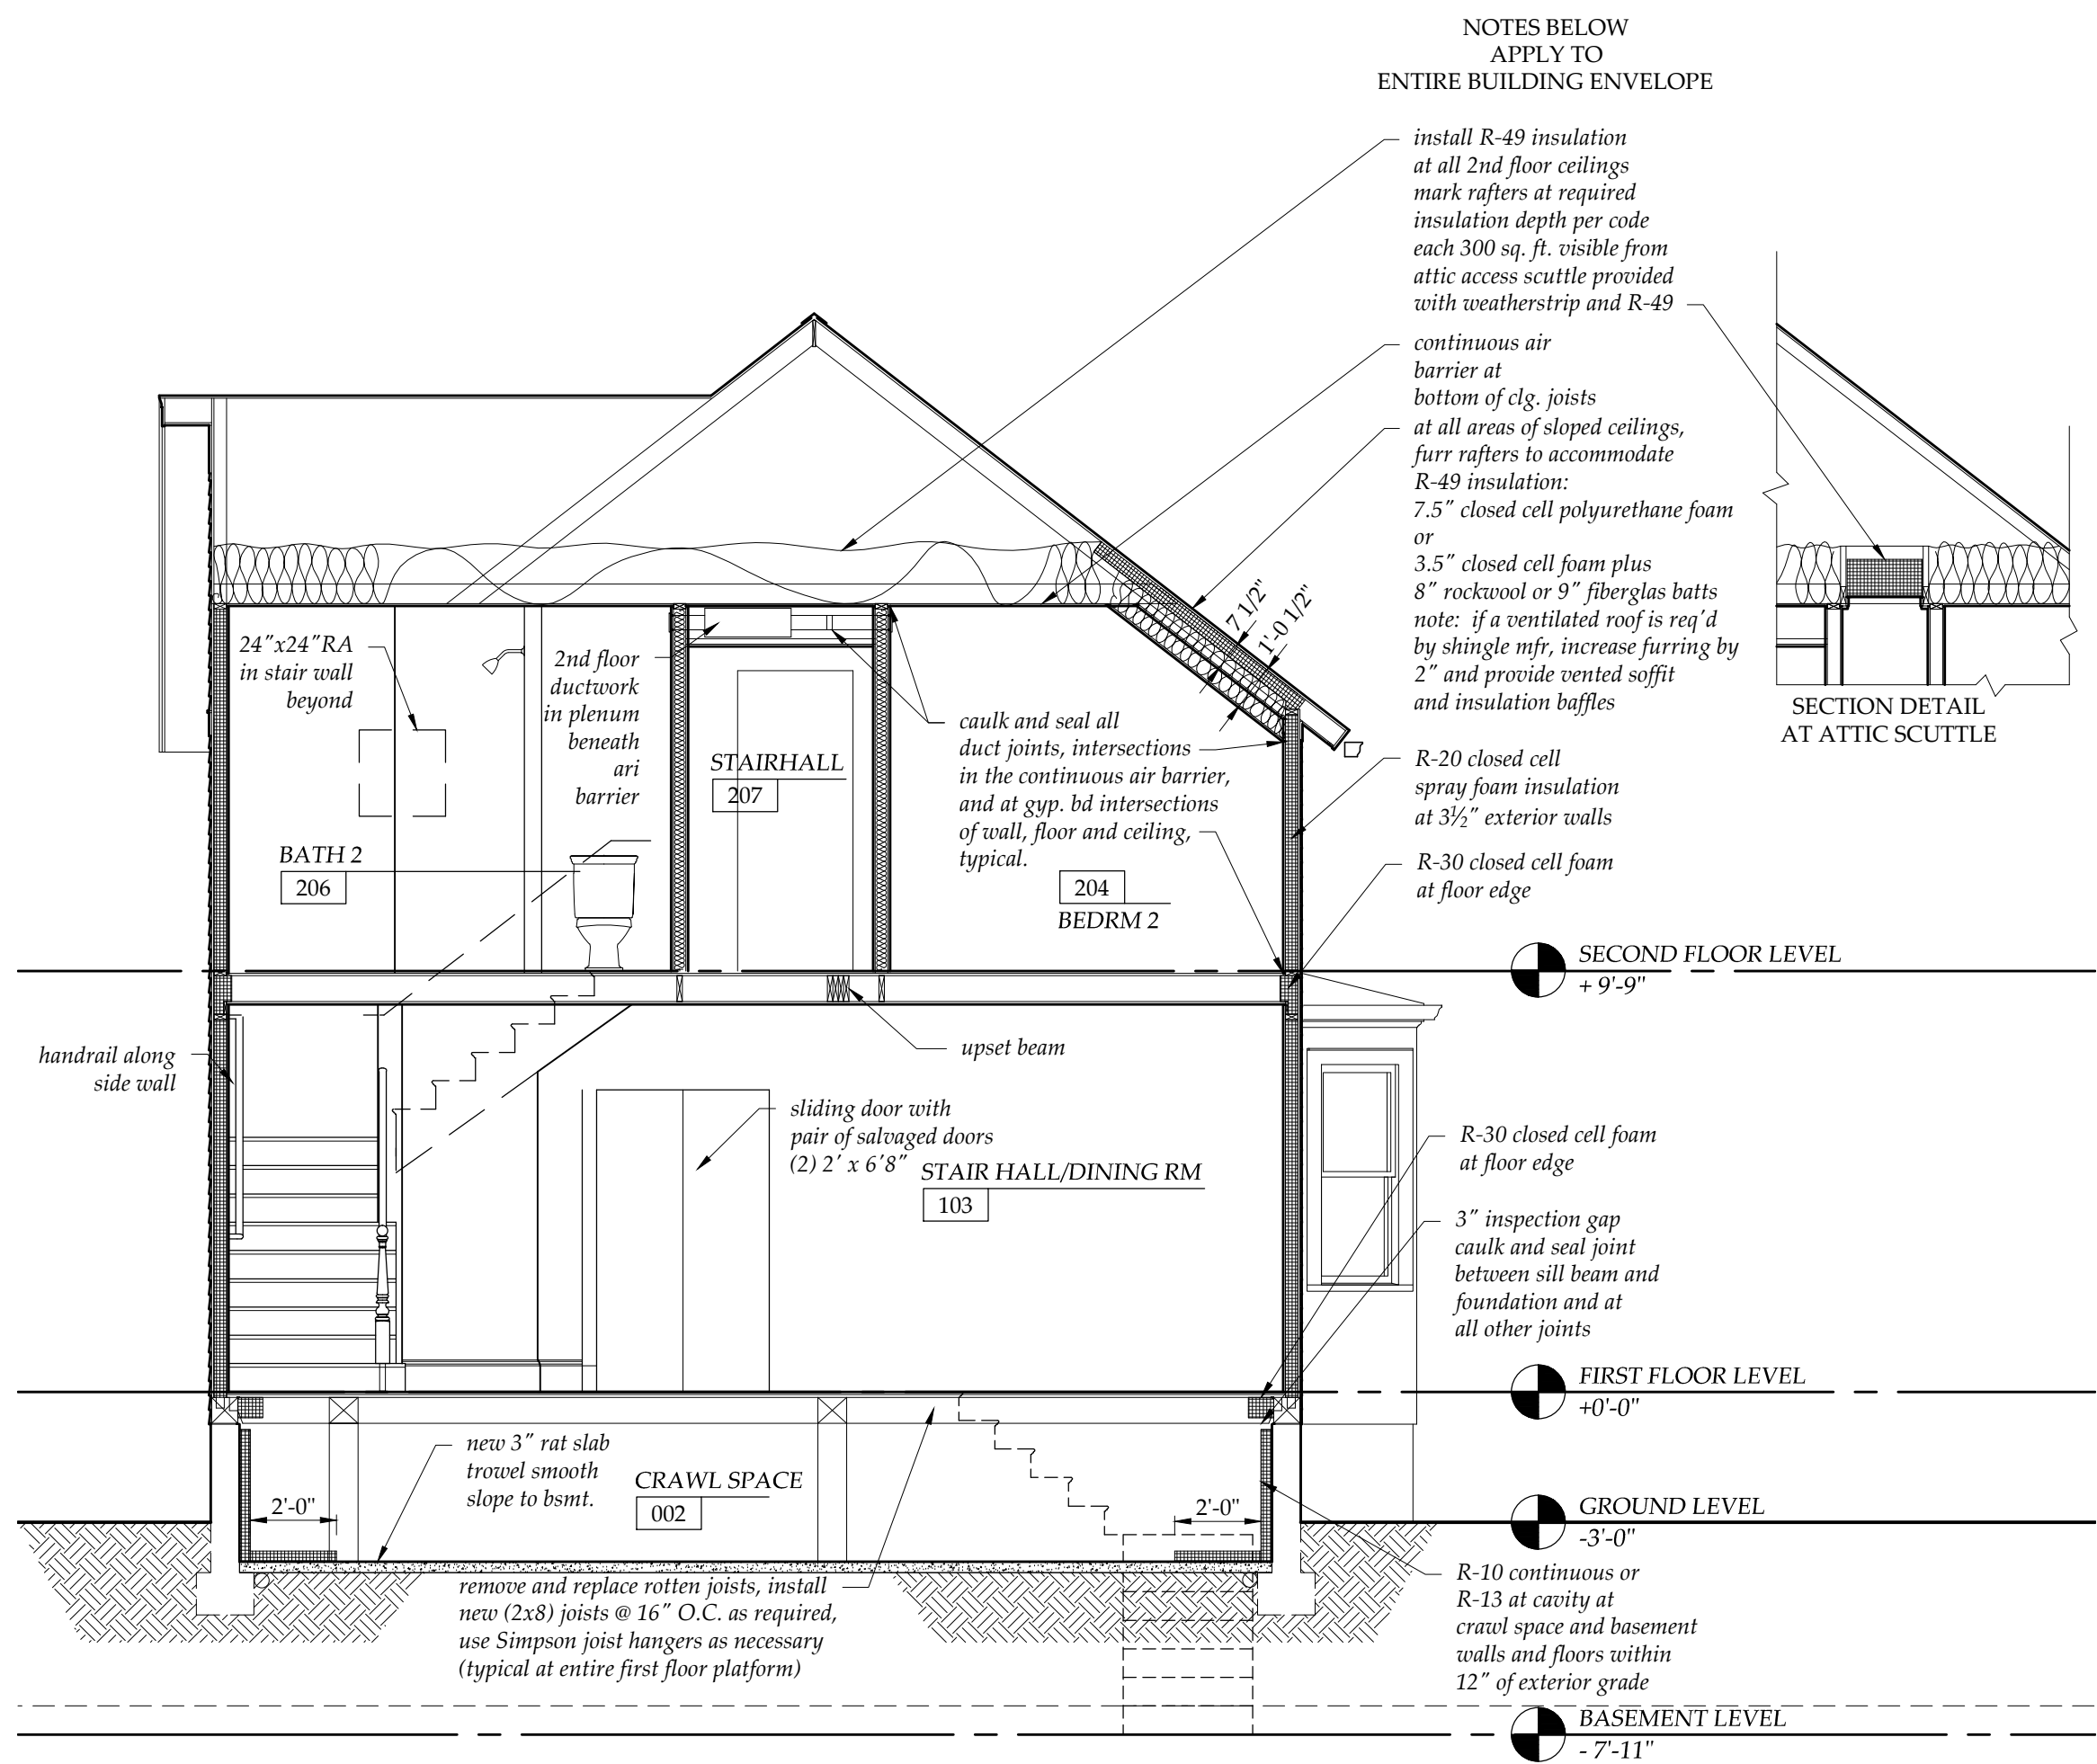 NOTES BELOW
APPLY TO
ENTIRE BUILDING ENVELOPE
install R-49 insulation
at all 2nd floor ceilings
mark rafters at required
insulation depth per code
each 300 sq. ft. visible from
attic access scuttle provided
with weatherstrip and R-49
continuous air
barrier at
bottom of clg. joists
at all areas of sloped ceilings,
furr rafters to accommodate
R-49 insulation:
7.5" closed cell polyurethane foam
or
3.5" closed cell foam plus
8" rockwool or 9" fiberglas batts
note: if a ventilated roof is req'd
by shingle mfr, increase furring by
2" and provide vented soffit
and insulation baffles
SECTION DETAIL
AT ATTIC SCUTTLE
7 1/2"
1'-0 1/2"
24"x24"RA
in stair wall
beyond
2nd floor
ductwork
in plenum
beneath
ari
barrier
STAIRHALL
207
caulk and seal all
duct joints, intersections
in the continuous air barrier,
and at gyp. bd intersections
of wall, floor and ceiling,
typical.
R-20 closed cell
spray foam insulation
at 3½" exterior walls
BATH 2
206
204
BEDRM 2
R-30 closed cell foam
at floor edge
SECOND FLOOR LEVEL
+ 9'-9"
handrail along
side wall
upset beam
sliding door with
pair of salvaged doors
(2) 2' x 6'8"
STAIR HALL/DINING RM
103
R-30 closed cell foam
at floor edge
3" inspection gap
caulk and seal joint
between sill beam and
foundation and at
all other joints
FIRST FLOOR LEVEL
+0'-0"
new 3" rat slab
trowel smooth
slope to bsmt.
CRAWL SPACE
002
2'-0"
2'-0"
GROUND LEVEL
-3'-0"
remove and replace rotten joists, install
new (2x8) joists @ 16" O.C. as required,
use Simpson joist hangers as necessary
(typical at entire first floor platform)
R-10 continuous or
R-13 at cavity at
crawl space and basement
walls and floors within
12" of exterior grade
BASEMENT LEVEL
- 7'-11"